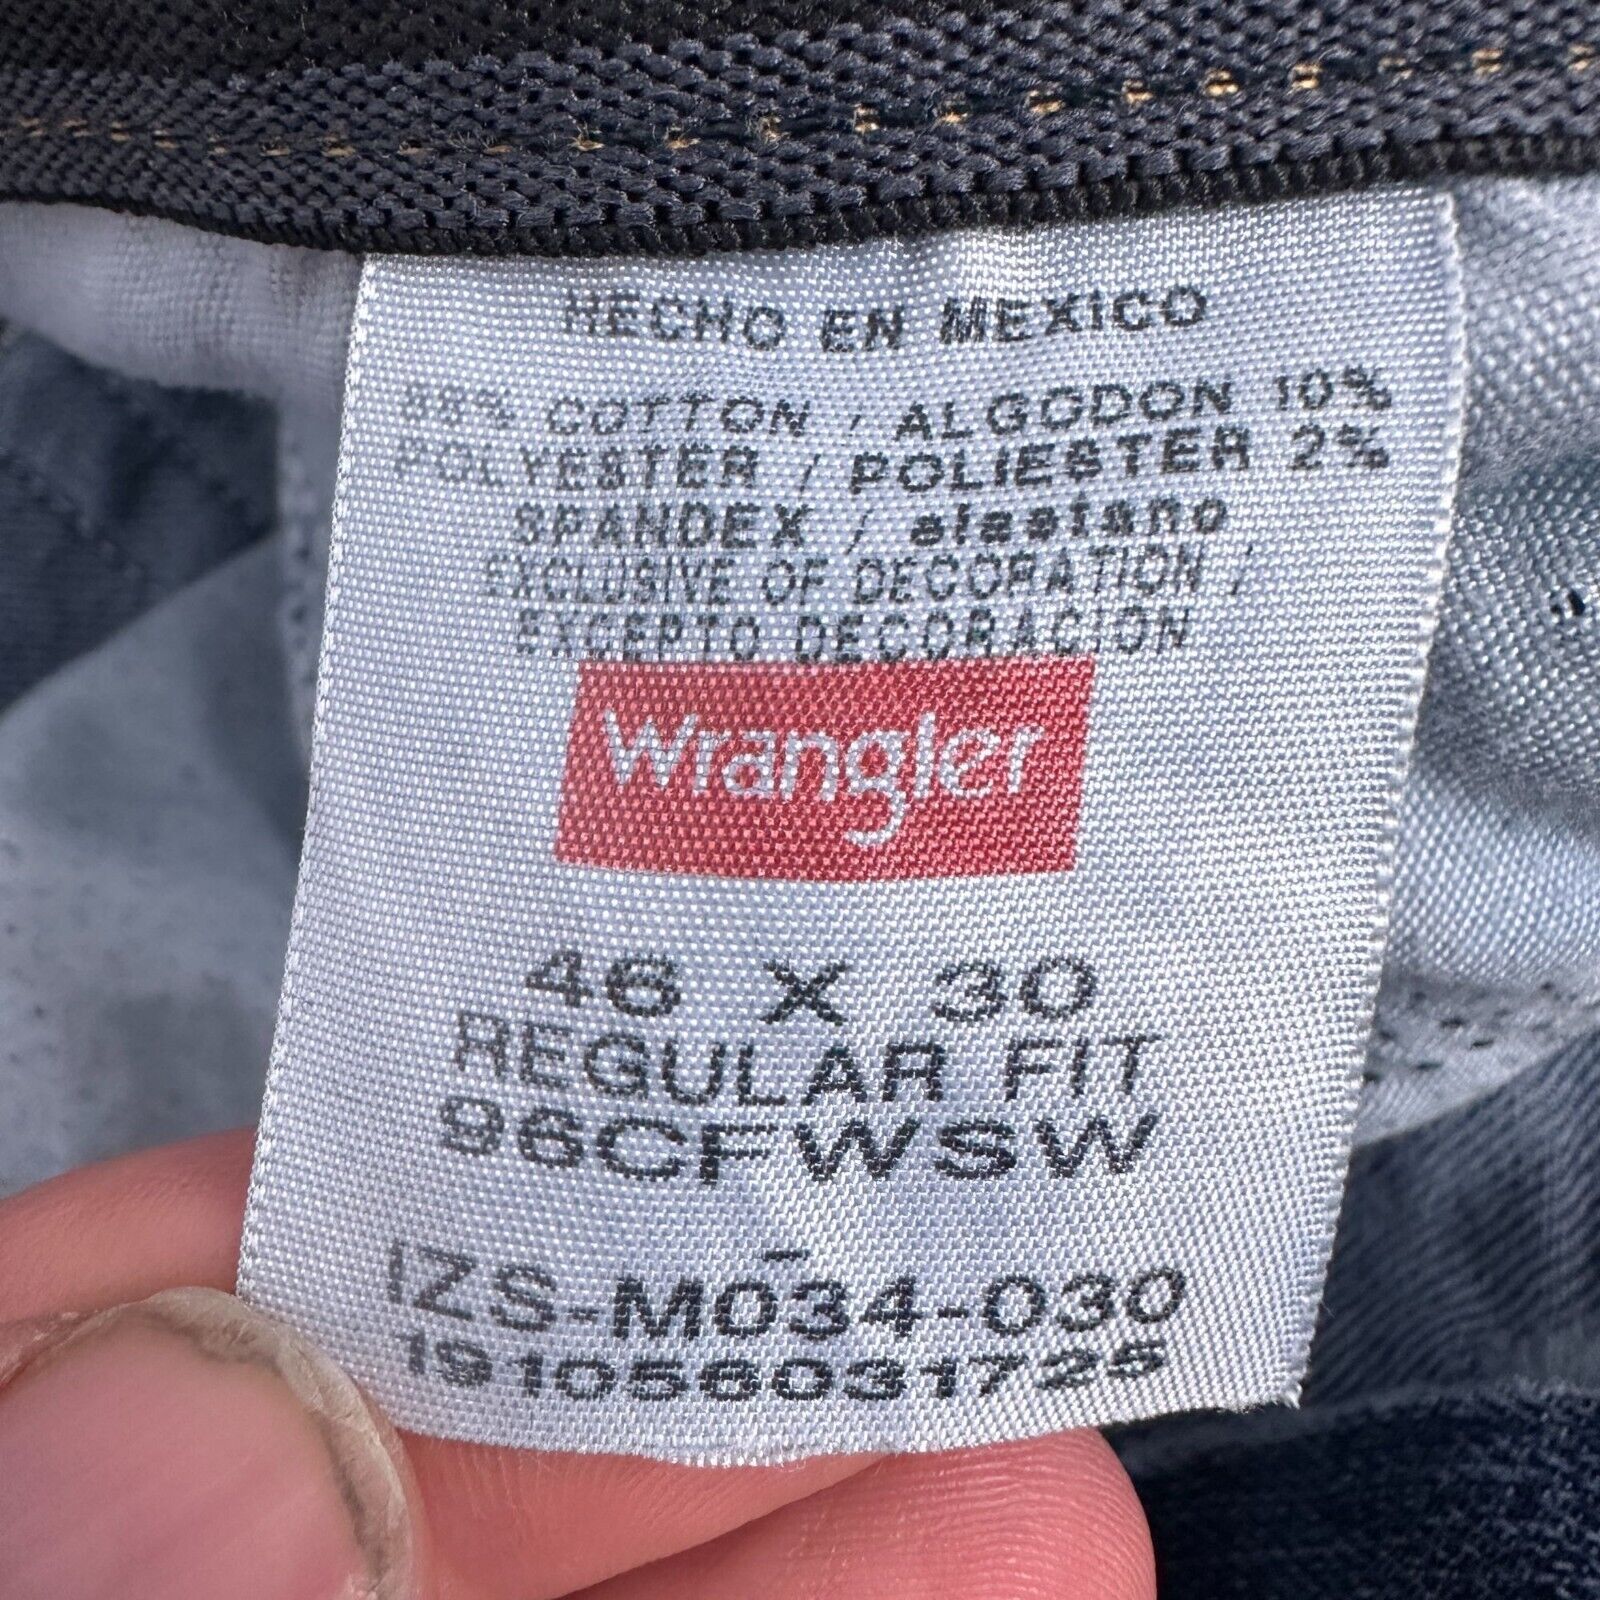 HECHO EN MEXICO
88% COTTON / ALGODON 10%
POLYESTER / POLIESTER 2%
SPANDEX / elastano
EXCLUSIVE OF DECORATION /
EXCEPTO DECORACION
Wrangler
46 X 30
REGULAR FIT
96CFWSW
-
IZS-M034-030
191056031725